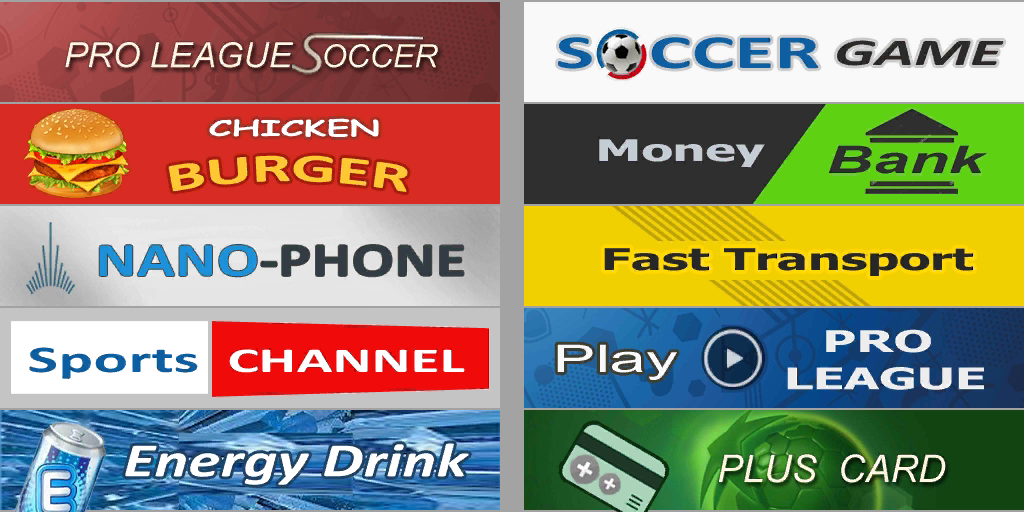 PRO LEAGUE SOCCER
CHICKEN
BURGER
NANO-PHONE
Sports CHANNEL
Energy Drink
E
SOCCER GAME
Money Bank
Fast Transport
Play PRO
LEAGUE
PLUS CARD